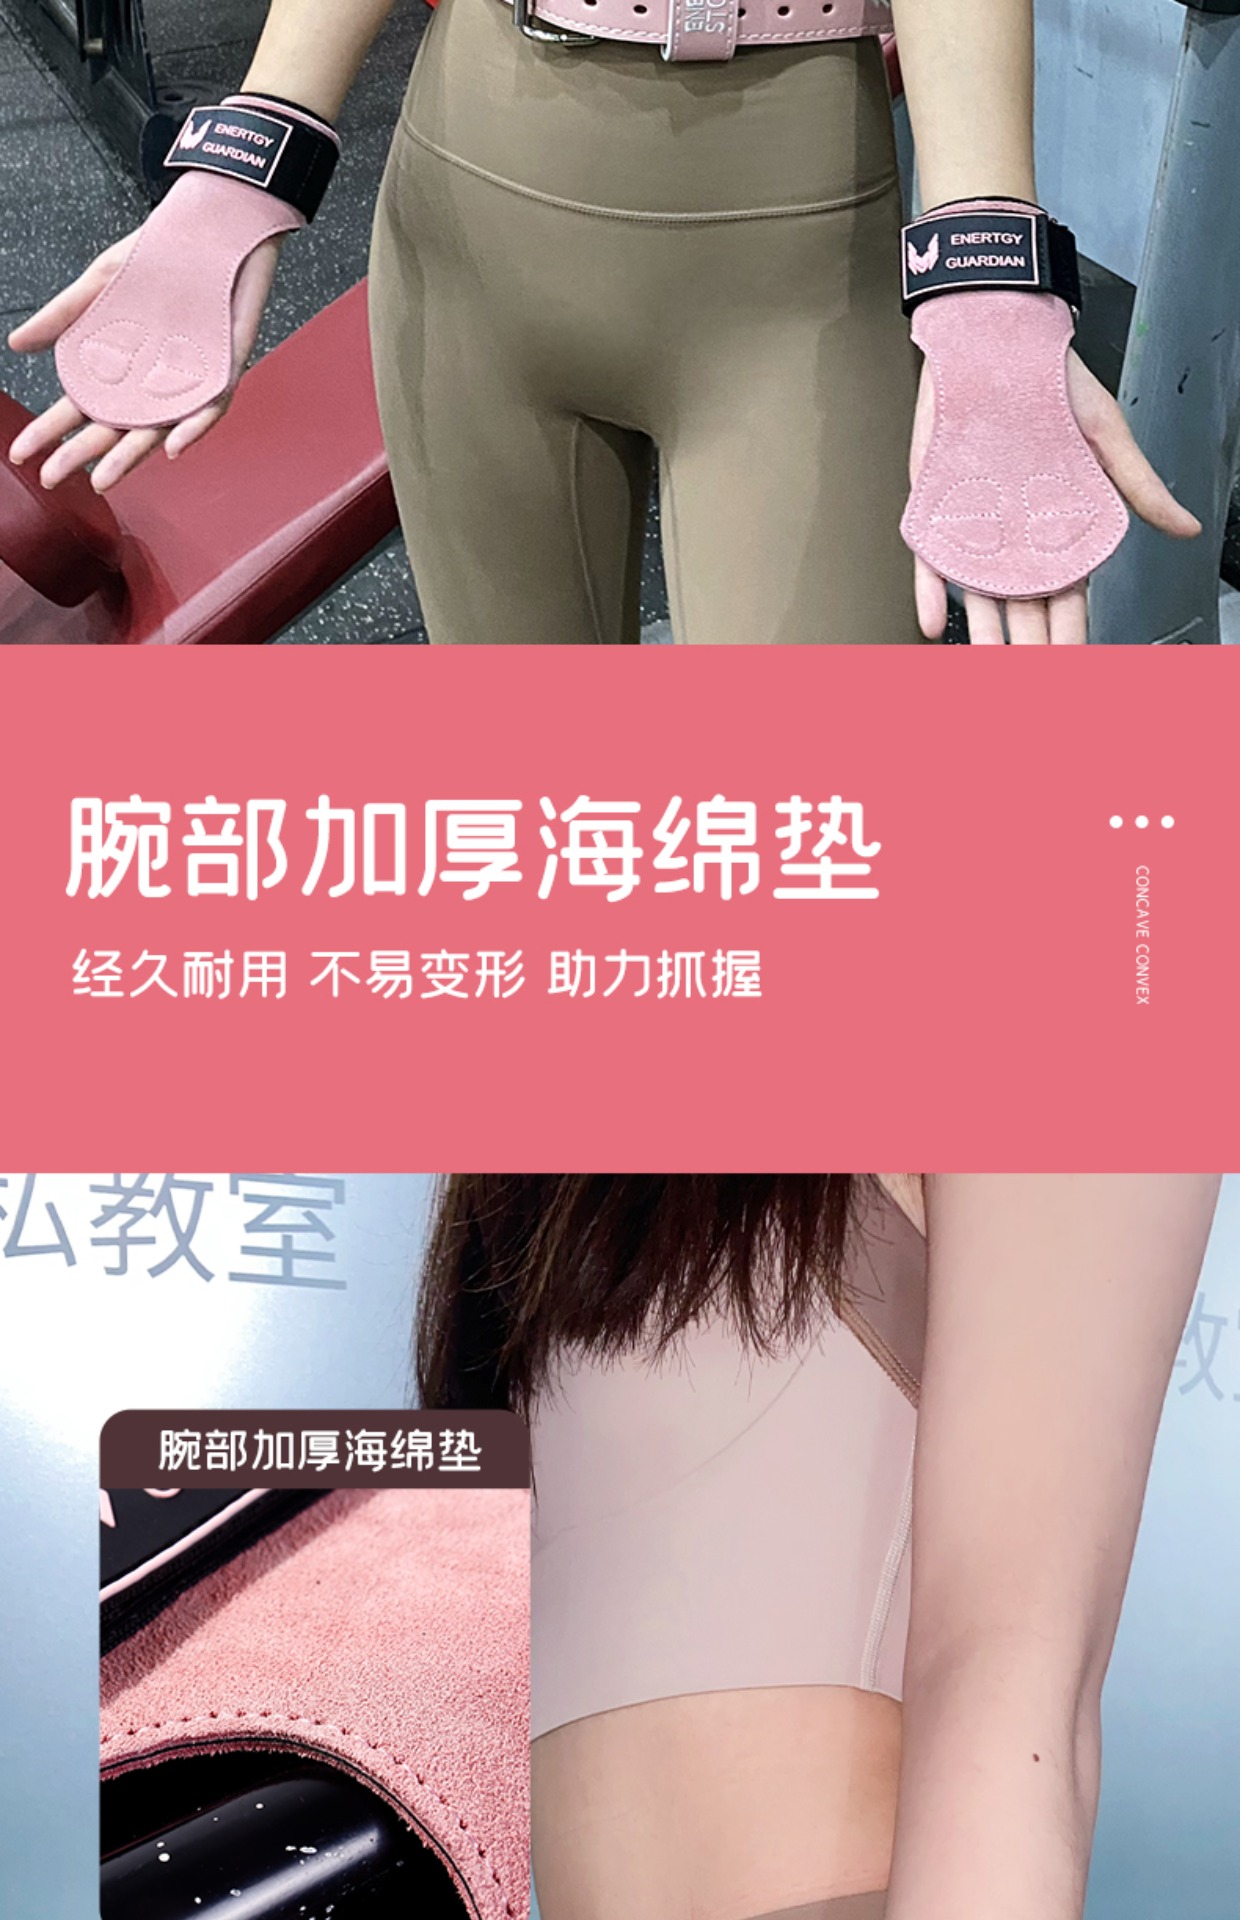 ENERTGY
GUARDIAN
ENERTGY
GUARDIAN
腕部加厚海绵垫
经久耐用 不易变形 助力抓握
CONCAVE CONVEX
私教室
腕部加厚海绵垫